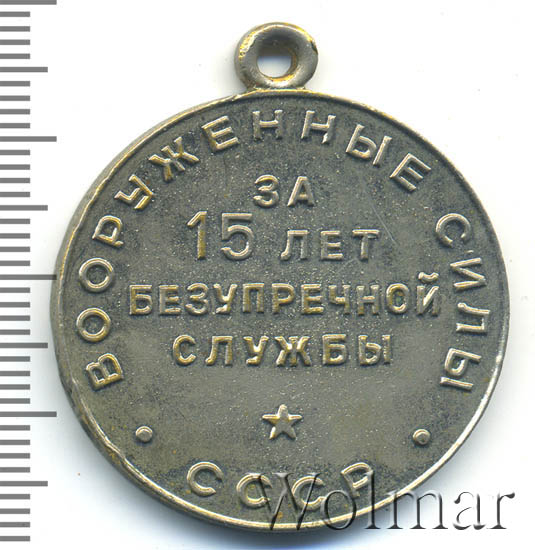 ВООРУЖЕННЫЕ СИЛЫ
ЗА
15 ЛЕТ
БЕЗУПРЕЧНОЙ
СЛУЖБЫ
СССР
Wolmar